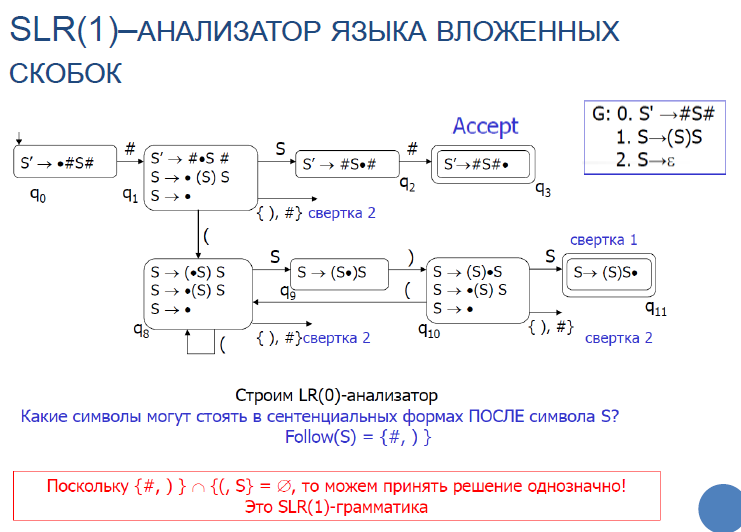 SLR(1)–АНАЛИЗАТОР ЯЗЫКА ВЛОЖЕННЫХ
СКОБОК
G: 0. S' →#S#
1. S→(S)S
2. S→ε
Accept
S′ → •#S#
q0
#
S′ → #•S #
S → • (S) S
S → •
q1
S
S′ → #S•#
q2
#
S′→#S#•
q3
{ ), #} свертка 2
(
S → (•S) S
S → •(S) S
S → •
q8
(
{ ), #}свертка 2
S
S → (S•)S
q9
)
(
S → (S)•S
S → •(S) S
S → •
q10
S
свертка 1
S→ (S)S•
q11
{ ), #}
свертка 2
Строим LR(0)-анализатор
Какие символы могут стоять в сентенциальных формах ПОСЛЕ символа S?
Follow(S) = {#, ) }
Поскольку {#, ) } ∩ {(, S} = ∅, то можем принять решение однозначно!
Это SLR(1)-грамматика